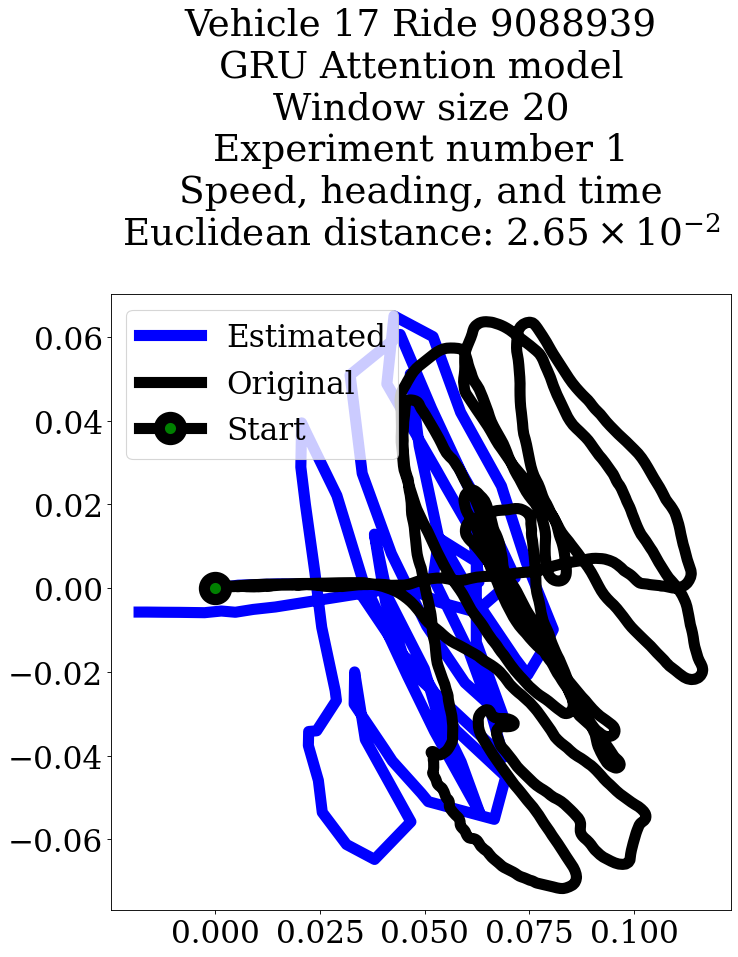 Vehicle 17 Ride 9088939
GRU Attention model
Window size 20
Experiment number 1
Speed, heading, and time
Euclidean distance: 2.65 × 10⁻²
Estimated
Original
Start
0.06
0.04
0.02
0.00
−0.02
−0.04
−0.06
0.000 0.025 0.050 0.075 0.100